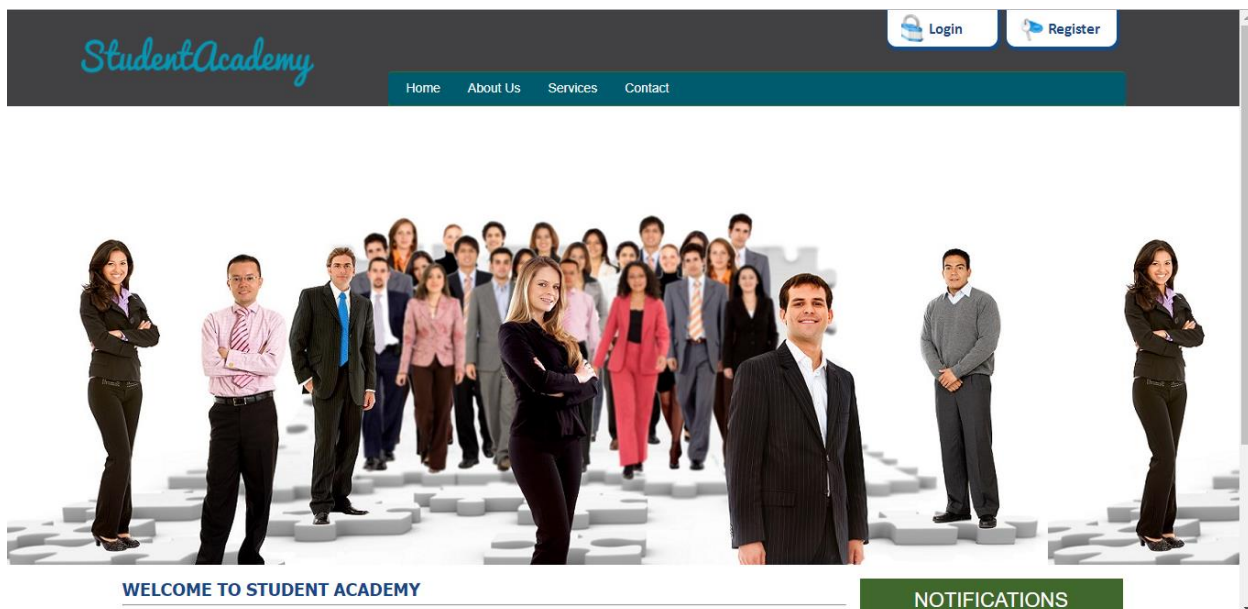 Login
Register
StudentAcademy
Home About Us Services Contact
WELCOME TO STUDENT ACADEMY
NOTIFICATIONS